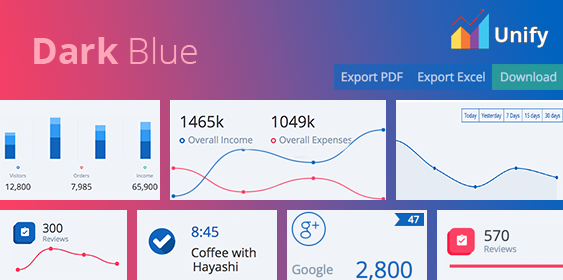 Dark Blue
Unify
Export PDF Export Excel Download
1465k 1049k
Overall Income Overall Expenses
Today Yesterday 7 Days 15 days 30 days
Visitors Orders Income
12,800 7,985 65,900
300
Reviews
8:45
Coffee with
Hayashi
g+
47
Google 2,800
570
Reviews